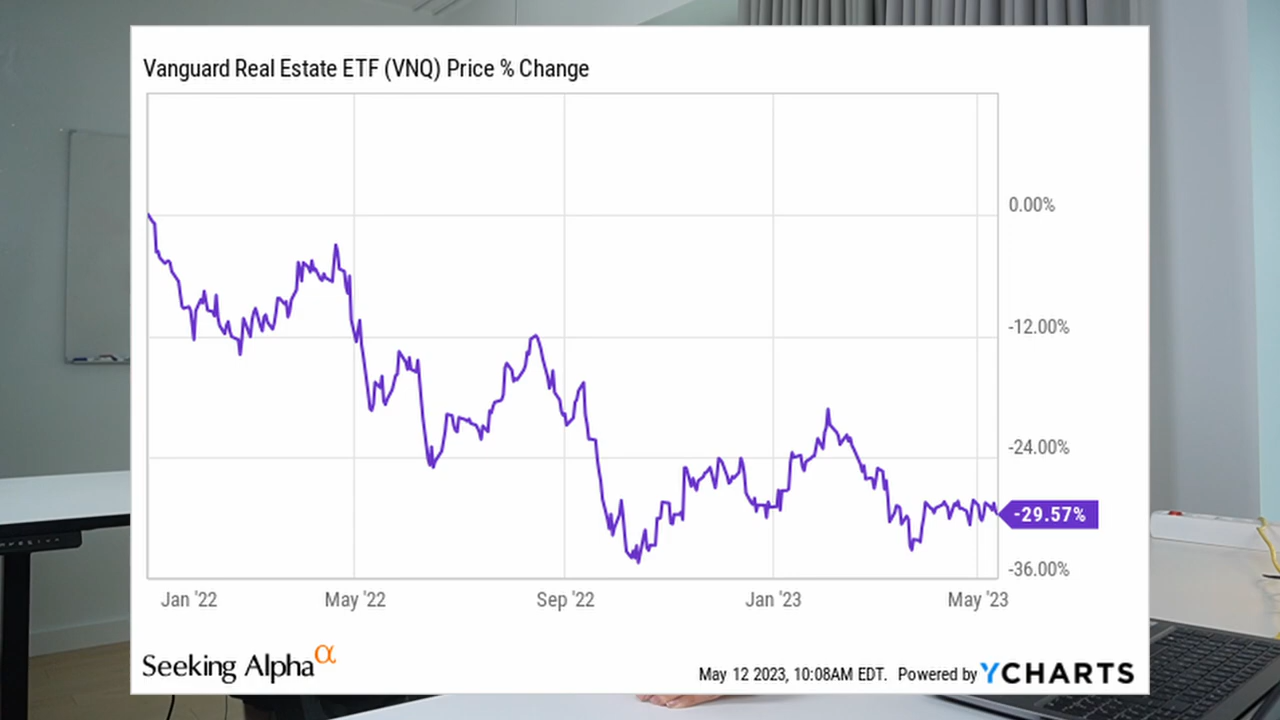 Vanguard Real Estate ETF (VNQ) Price % Change
0.00%
-12.00%
-24.00%
-29.57%
-36.00%
Jan '22 May '22 Sep '22 Jan '23 May '23
Seeking Alphaα
May 12 2023, 10:08AM EDT. Powered by YCHARTS